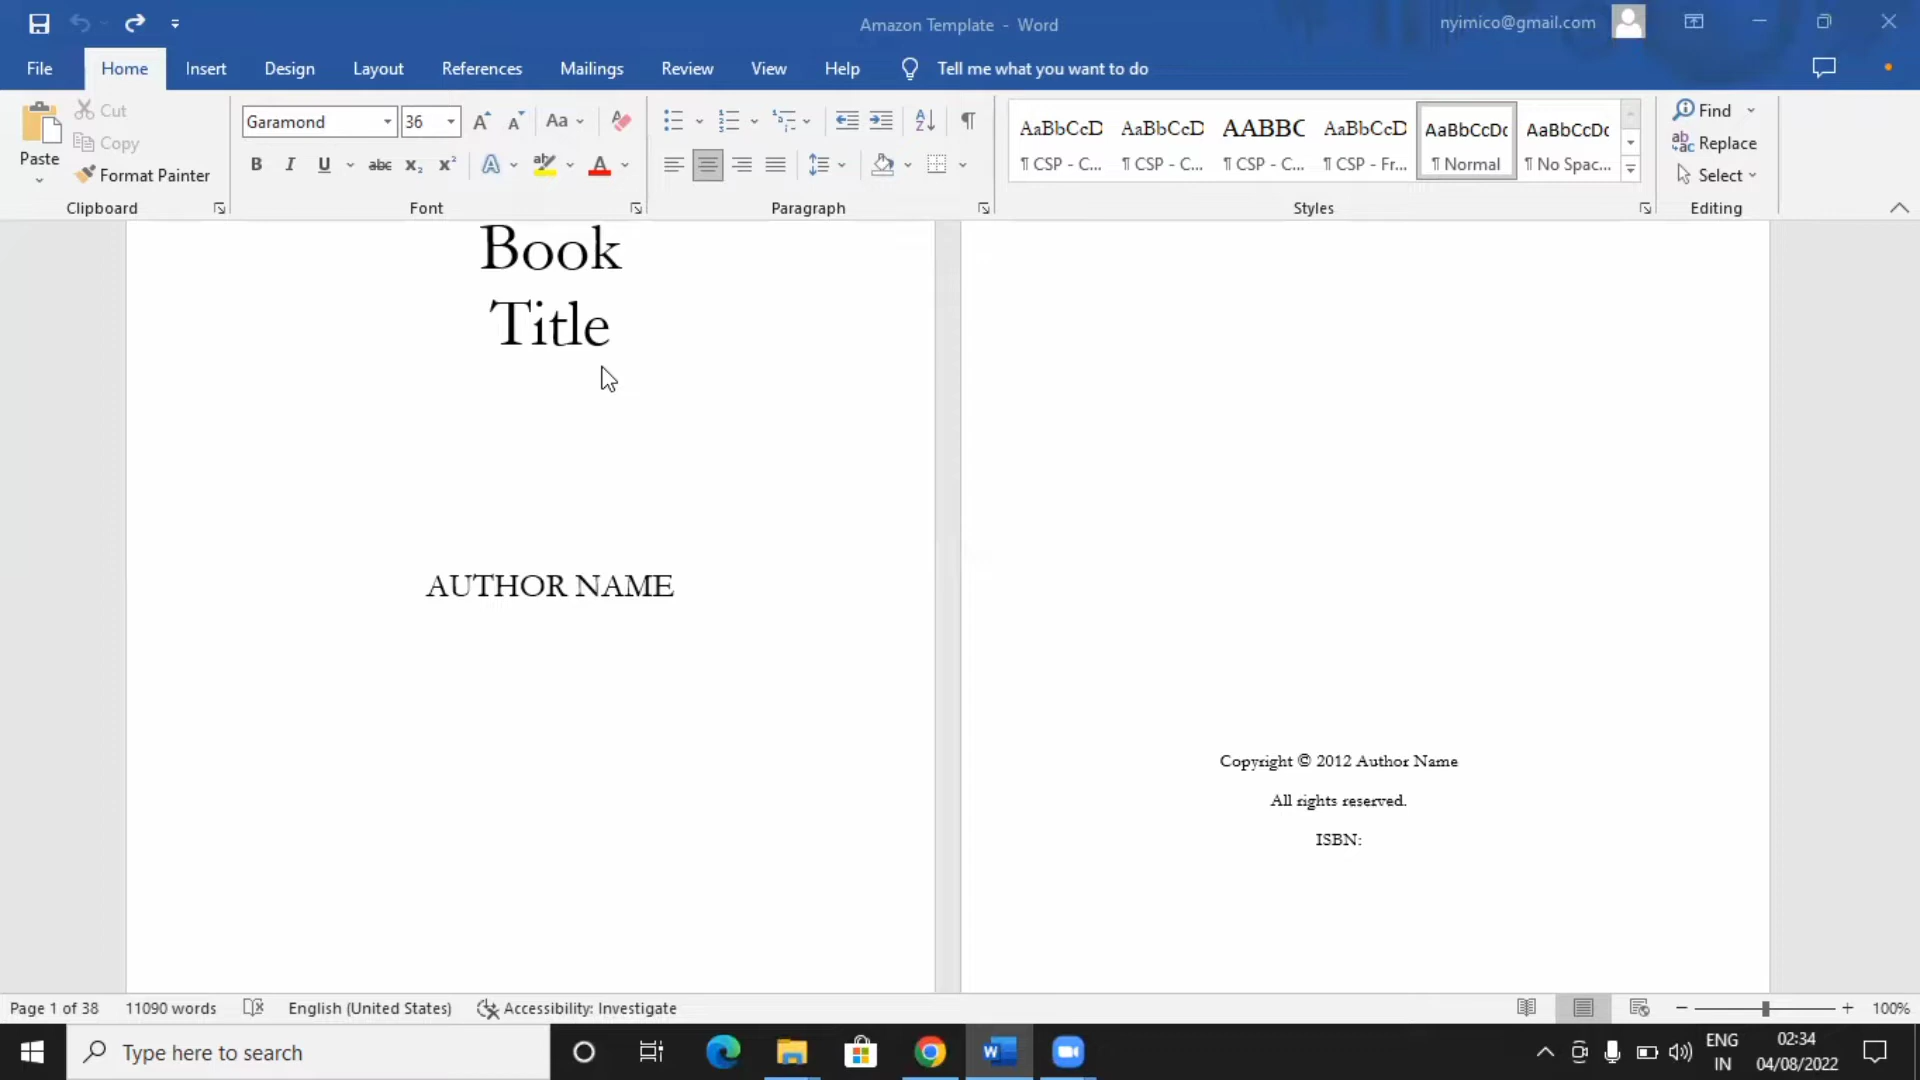 Amazon Template - Word
nyimico@gmail.com
File Home Insert Design Layout References Mailings Review View Help Tell me what you want to do
Paste
Cut
Copy
Format Painter
Clipboard
Garamond 36
Aa
B I U abc x₂ x² A A
Font
Paragraph
AaBbCcD AaBbCcD AABBC AaBbCcD AaBbCcDc AaBbCcDc
¶ CSP - C... ¶ CSP - C... ¶ CSP - C... ¶ CSP - Fr... ¶ Normal ¶ No Spac...
Styles
Find
Replace
Select
Editing
Book
Title
AUTHOR NAME
Copyright © 2012 Author Name
All rights reserved.
ISBN:
Page 1 of 38 11090 words English (United States) Accessibility: Investigate 100%
Type here to search
ENG
IN
02:34
04/08/2022